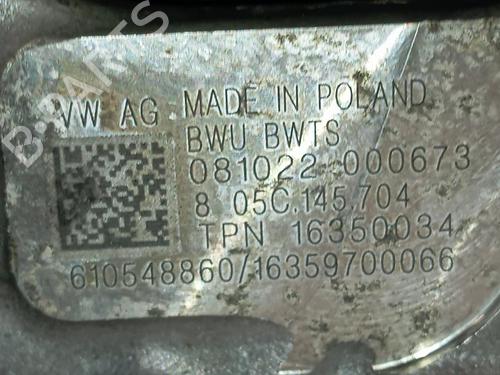 VW AG MADE IN POLAND
BWU BWTS
081022 000673
8 05C.145.704
TPN 16350034
610548860/16359700066